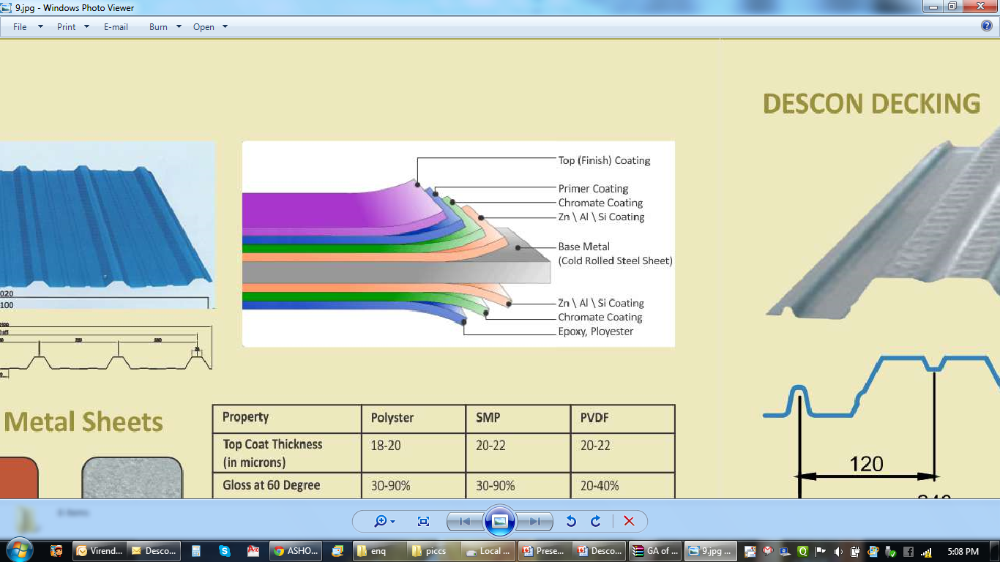 9.jpg - Windows Photo Viewer
File Print E-mail Burn Open
DESCON DECKING
Top (Finish) Coating
Primer Coating
Chromate Coating
Zn \ Al \ Si Coating
Base Metal
(Cold Rolled Steel Sheet)
Zn \ Al \ Si Coating
Chromate Coating
Epoxy, Ployester
020
100
Metal Sheets
Property Polyster SMP PVDF
Top Coat Thickness 18-20 20-22 20-22
(in microns)
Gloss at 60 Degree 30-90% 30-90% 20-40%
120
Virend... Desco... ASHO... enq piccs Local ... Prese... Desco... GA of ... 9.jpg ... 5:08 PM